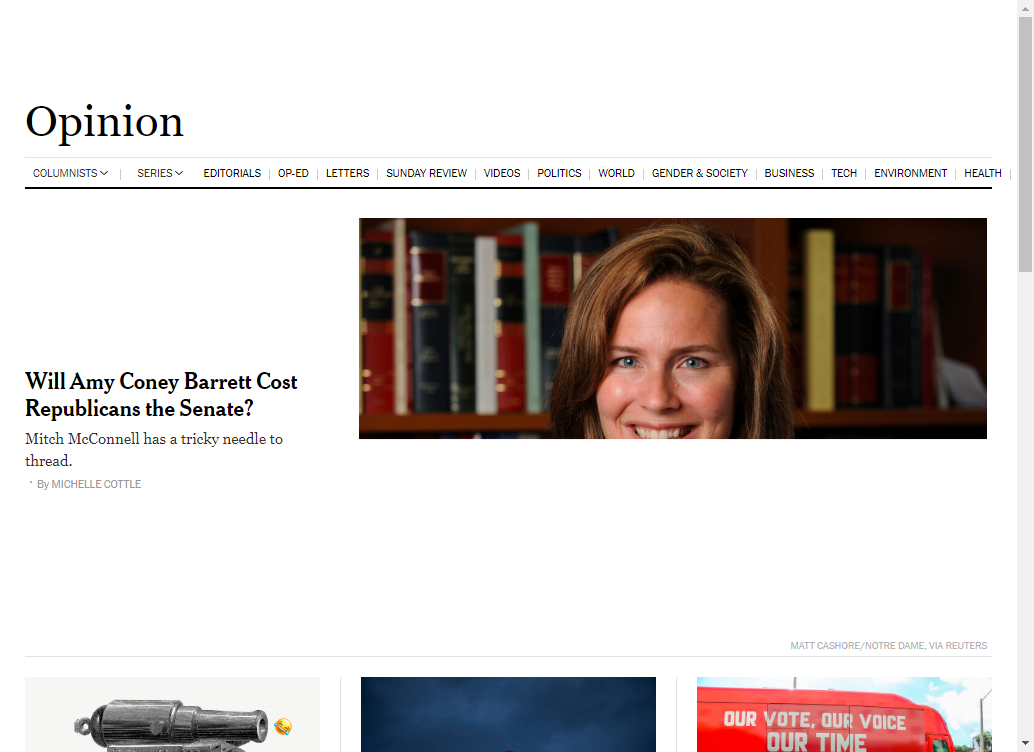 Opinion
COLUMNISTS SERIES EDITORIALS OP-ED LETTERS SUNDAY REVIEW VIDEOS POLITICS WORLD GENDER & SOCIETY BUSINESS TECH ENVIRONMENT HEALTH
Will Amy Coney Barrett Cost
Republicans the Senate?
Mitch McConnell has a tricky needle to
thread.
· By MICHELLE COTTLE
MATT CASHORE/NOTRE DAME, VIA REUTERS
OUR VOTE, OUR VOICE
OUR TIME